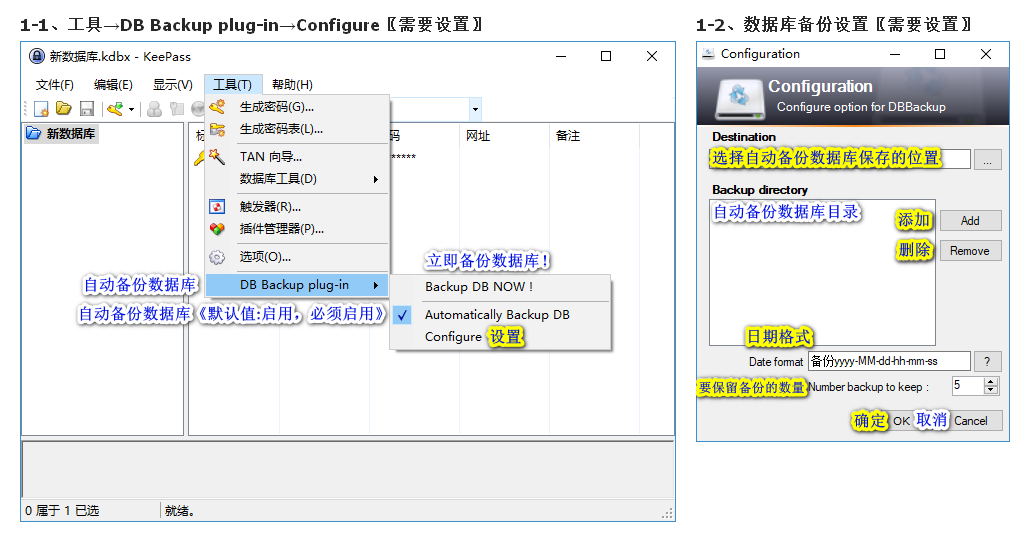 1-1、工具→DB Backup plug-in→Configure〖需要设置〗
新数据库.kdbx - KeePass
文件(F) 编辑(E) 显示(V) 工具(T) 帮助(H)
新数据库
码 网址 备注
*****
生成密码(G)...
生成密码表(L)...
TAN 向导...
数据库工具(D)
触发器(R)...
插件管理器(P)...
选项(O)...
自动备份数据库 DB Backup plug-in
立即备份数据库！
Backup DB NOW !
自动备份数据库《默认值:启用，必须启用》 Automatically Backup DB
Configure 设置
0 属于 1 已选 就绪。
1-2、数据库备份设置〖需要设置〗
Configuration
Configuration
Configure option for DBBackup
Destination
选择自动备份数据库保存的位置 ...
Backup directory
自动备份数据库目录
添加 Add
删除 Remove
日期格式
Date format 备份yyyy-MM-dd-hh-mm-ss ?
要保留备份的数量 Number backup to keep : 5
确定 OK 取消 Cancel